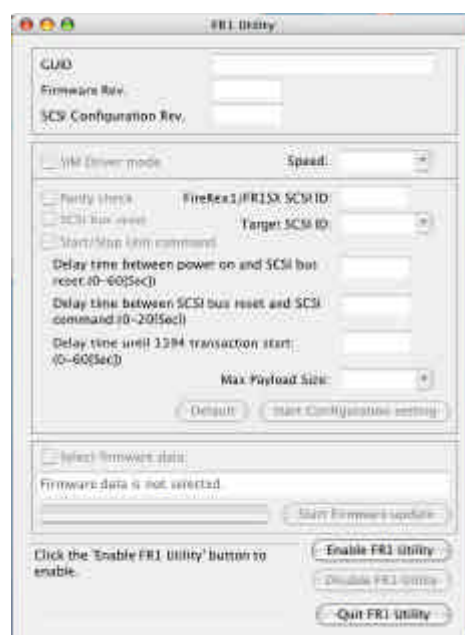 FR1 Utility
GUID
Firmware Rev.
SCSI Configuration Rev.
VM Driver mode
Speed:
Parity check
FireRex1/FR1SX SCSI ID:
SCSI bus reset
Target SCSI ID:
Start/Stop Unit command
Delay time between power on and SCSI bus
reset:(0~60[Sec])
Delay time between SCSI bus reset and SCSI
command:(0~20[Sec])
Delay time until 1394 transaction start:
(0~60[Sec])
Max Payload Size:
Default
Start Configuration setting
Select firmware data
Firmware data is not selected.
Start Firmware update
Click the 'Enable FR1 Utility' button to
enable.
Enable FR1 Utility
Disable FR1 Utility
Quit FR1 Utility